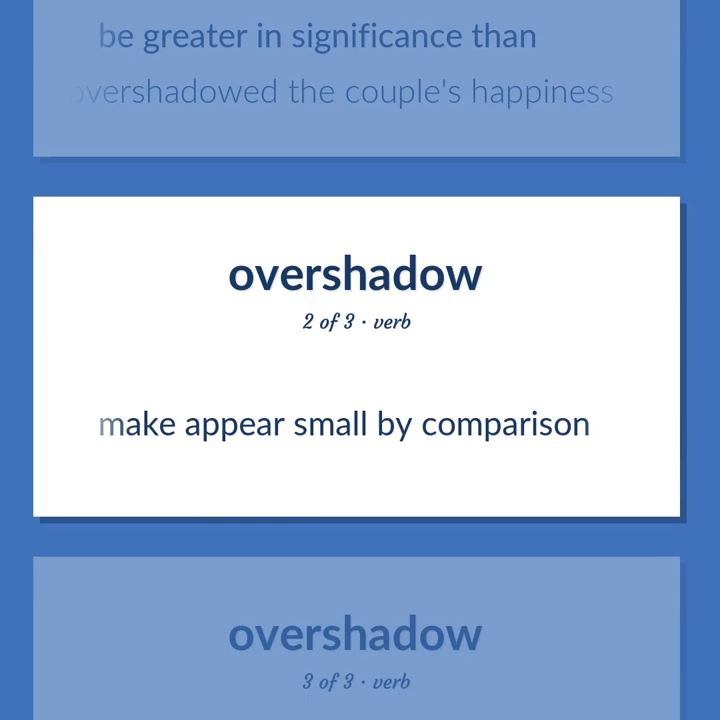 be greater in significance than
overshadowed the couple's happiness
overshadow
2 of 3 · verb
make appear small by comparison
overshadow
3 of 3 · verb